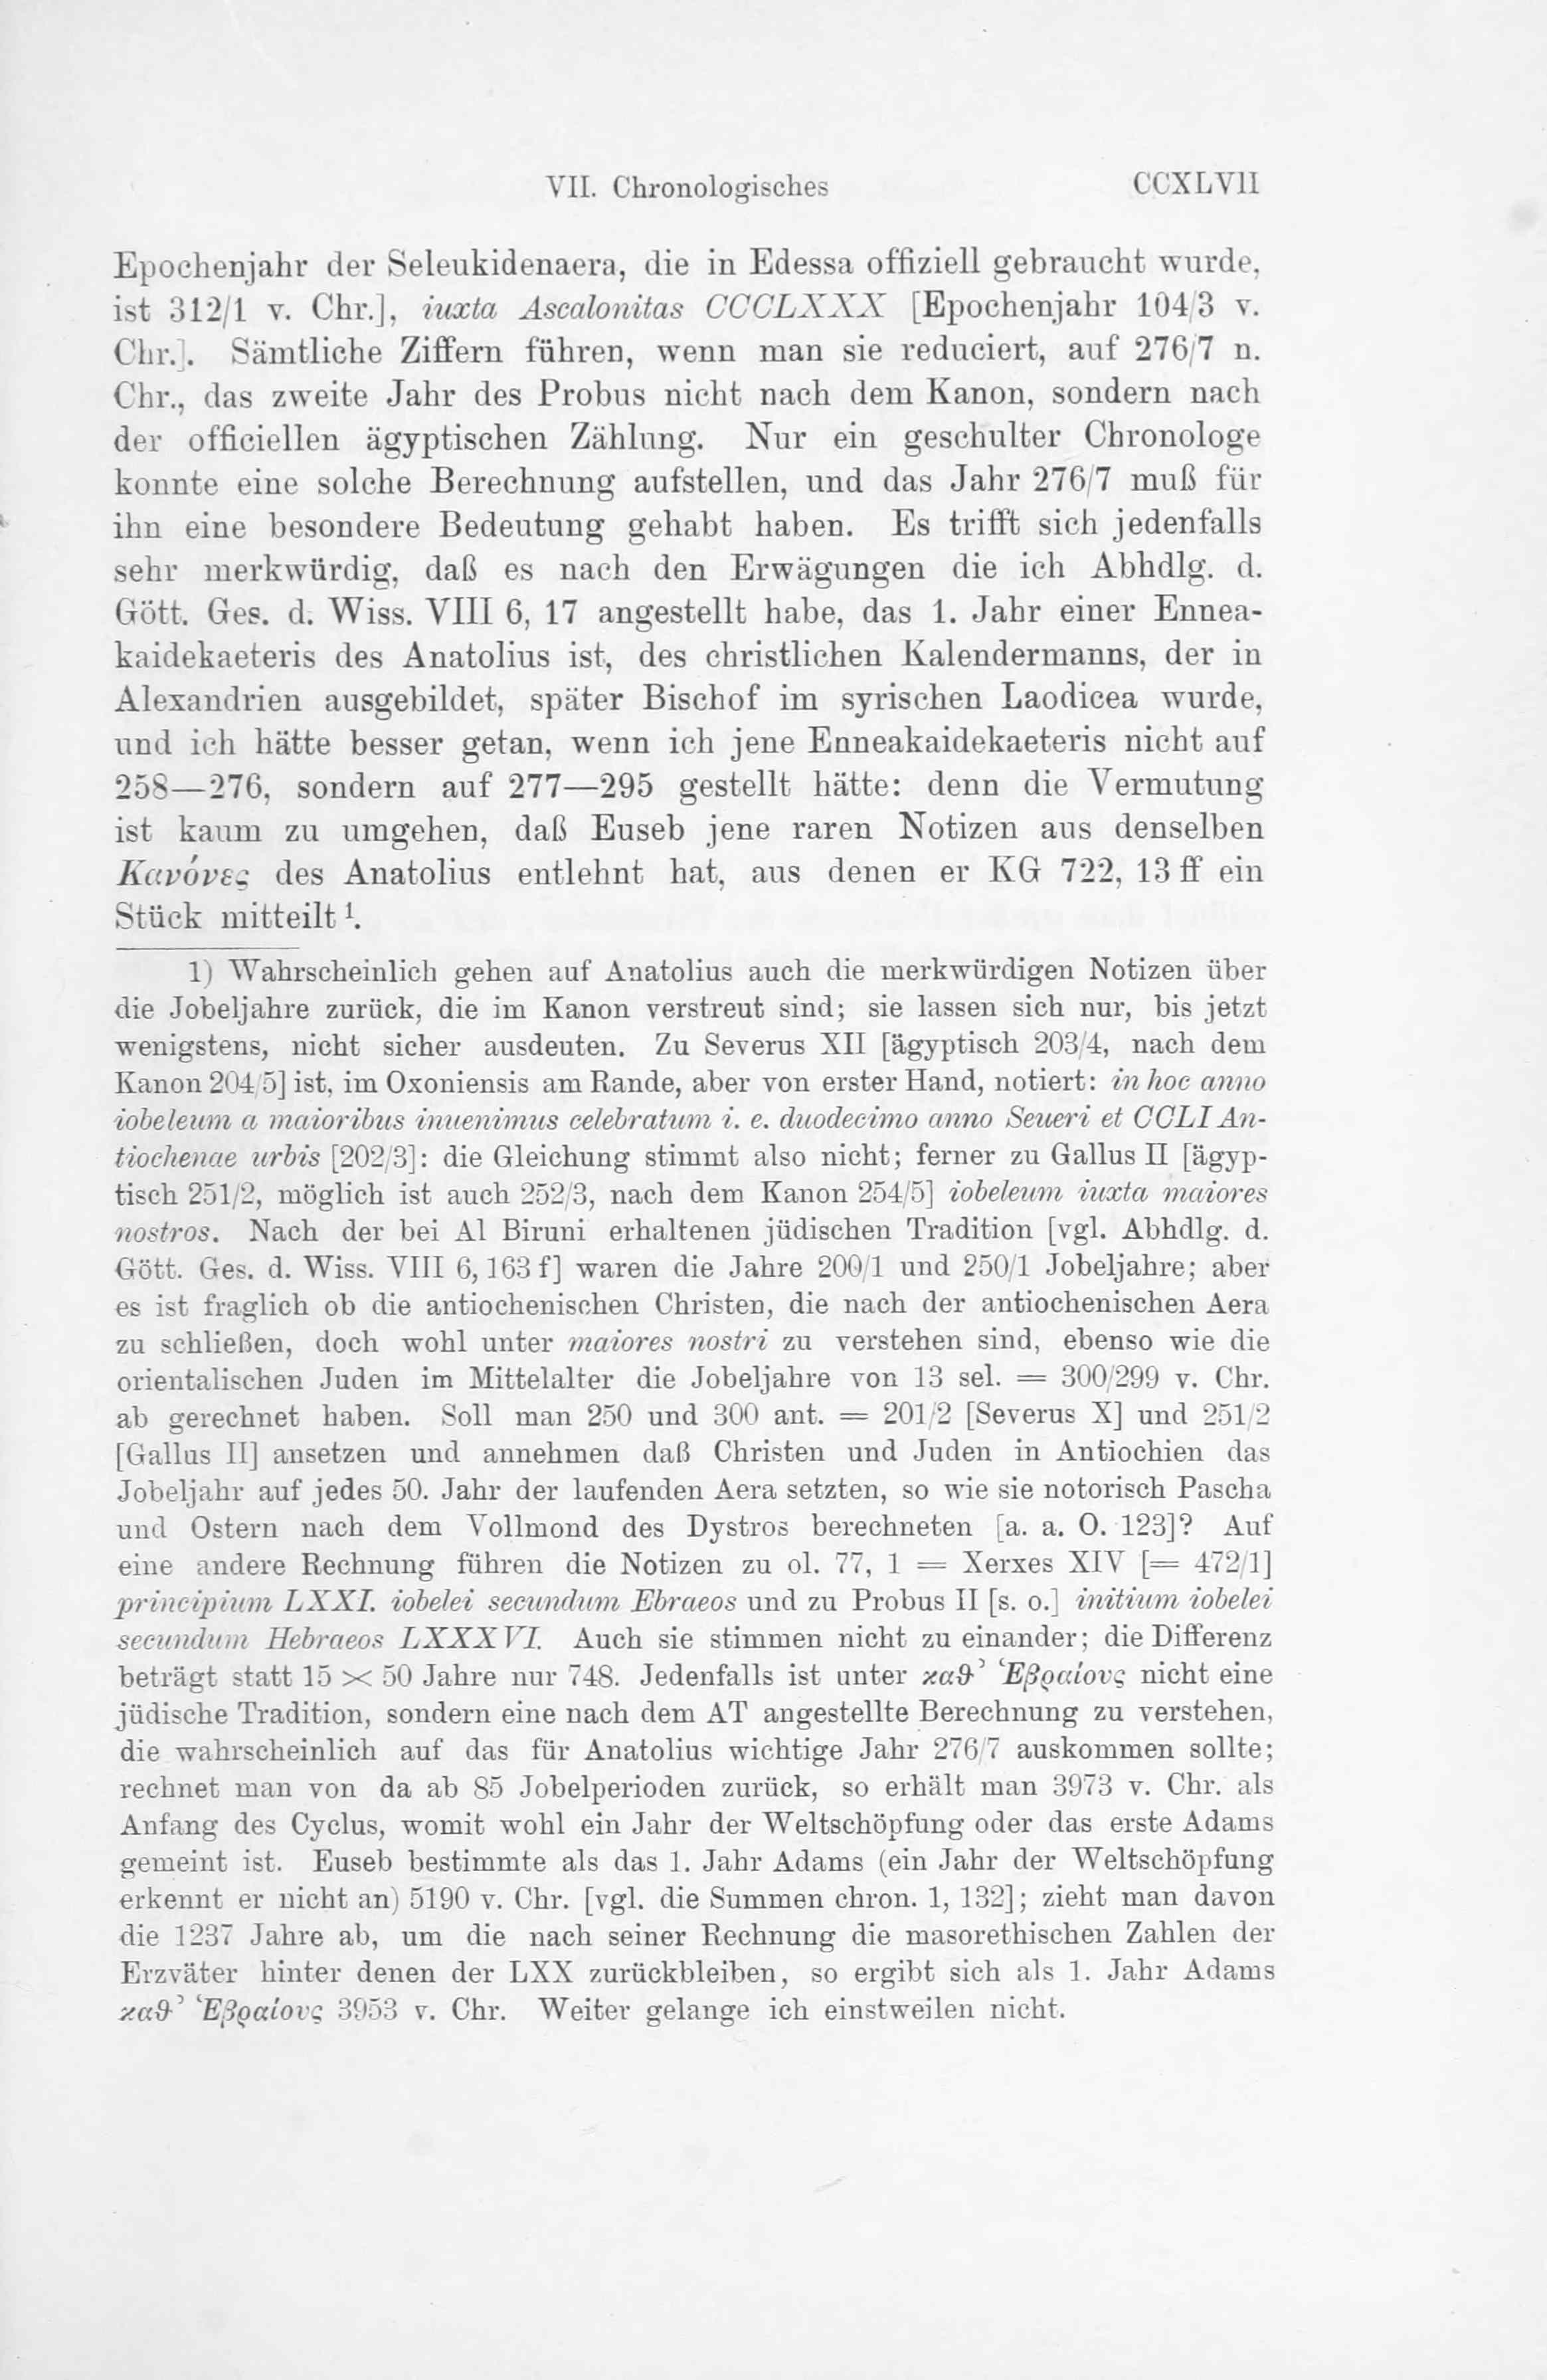 VII. Chronologisches CCXLVII
Epochenjahr der Seleukidenaera, die in Edessa offiziell gebraucht wurde,
ist 312/1 v. Chr.], iuxta Ascalonitas CCCLXXX [Epochenjahr 104/3 v.
Chr.]. Sämtliche Ziffern führen, wenn man sie reduciert, auf 276/7 n.
Chr., das zweite Jahr des Probus nicht nach dem Kanon, sondern nach
der officiellen ägyptischen Zählung. Nur ein geschulter Chronologe
konnte eine solche Berechnung aufstellen, und das Jahr 276/7 muß für
ihn eine besondere Bedeutung gehabt haben. Es trifft sich jedenfalls
sehr merkwürdig, daß es nach den Erwägungen die ich Abhdlg. d.
Gött. Ges. d. Wiss. VIII 6, 17 angestellt habe, das 1. Jahr einer Ennea-
kaidekaeteris des Anatolius ist, des christlichen Kalendermanns, der in
Alexandrien ausgebildet, später Bischof im syrischen Laodicea wurde,
und ich hätte besser getan, wenn ich jene Enneakaidekaeteris nicht auf
258—276, sondern auf 277—295 gestellt hätte: denn die Vermutung
ist kaum zu umgehen, daß Euseb jene raren Notizen aus denselben
Κανόνες des Anatolius entlehnt hat, aus denen er KG 722, 13 ff ein
Stück mitteilt ¹.
1) Wahrscheinlich gehen auf Anatolius auch die merkwürdigen Notizen über
die Jobeljahre zurück, die im Kanon verstreut sind; sie lassen sich nur, bis jetzt
wenigstens, nicht sicher ausdeuten. Zu Severus XII [ägyptisch 203/4, nach dem
Kanon 204/5] ist, im Oxoniensis am Rande, aber von erster Hand, notiert: in hoc anno
iobeleum a maioribus inuenimus celebratum i. e. duodecimo anno Seueri et CCLI An-
tiochenae urbis [202/3]: die Gleichung stimmt also nicht; ferner zu Gallus II [ägyp-
tisch 251/2, möglich ist auch 252/3, nach dem Kanon 254/5] iobeleum iuxta maiores
nostros. Nach der bei Al Biruni erhaltenen jüdischen Tradition [vgl. Abhdlg. d.
Gött. Ges. d. Wiss. VIII 6, 163 f] waren die Jahre 200/1 und 250/1 Jobeljahre; aber
es ist fraglich ob die antiochenischen Christen, die nach der antiochenischen Aera
zu schließen, doch wohl unter maiores nostri zu verstehen sind, ebenso wie die
orientalischen Juden im Mittelalter die Jobeljahre von 13 sel. = 300/299 v. Chr.
ab gerechnet haben. Soll man 250 und 300 ant. = 201/2 [Severus X] und 251/2
[Gallus II] ansetzen und annehmen daß Christen und Juden in Antiochien das
Jobeljahr auf jedes 50. Jahr der laufenden Aera setzten, so wie sie notorisch Pascha
und Ostern nach dem Vollmond des Dystros berechneten [a. a. O. 123]? Auf
eine andere Rechnung führen die Notizen zu ol. 77, 1 = Xerxes XIV [= 472/1]
principium LXXI. iobelei secundum Ebraeos und zu Probus II [s. o.] initium iobelei
secundum Hebraeos LXXXVI. Auch sie stimmen nicht zu einander; die Differenz
beträgt statt 15 × 50 Jahre nur 748. Jedenfalls ist unter καθ᾽ Ἑβραίους nicht eine
jüdische Tradition, sondern eine nach dem AT angestellte Berechnung zu verstehen,
die wahrscheinlich auf das für Anatolius wichtige Jahr 276/7 auskommen sollte;
rechnet man von da ab 85 Jobelperioden zurück, so erhält man 3973 v. Chr. als
Anfang des Cyclus, womit wohl ein Jahr der Weltschöpfung oder das erste Adams
gemeint ist. Euseb bestimmte als das 1. Jahr Adams (ein Jahr der Weltschöpfung
erkennt er nicht an) 5190 v. Chr. [vgl. die Summen chron. 1, 132]; zieht man davon
die 1237 Jahre ab, um die nach seiner Rechnung die masorethischen Zahlen der
Erzväter hinter denen der LXX zurückbleiben, so ergibt sich als 1. Jahr Adams
καθ᾽ Ἑβραίους 3953 v. Chr. Weiter gelange ich einstweilen nicht.